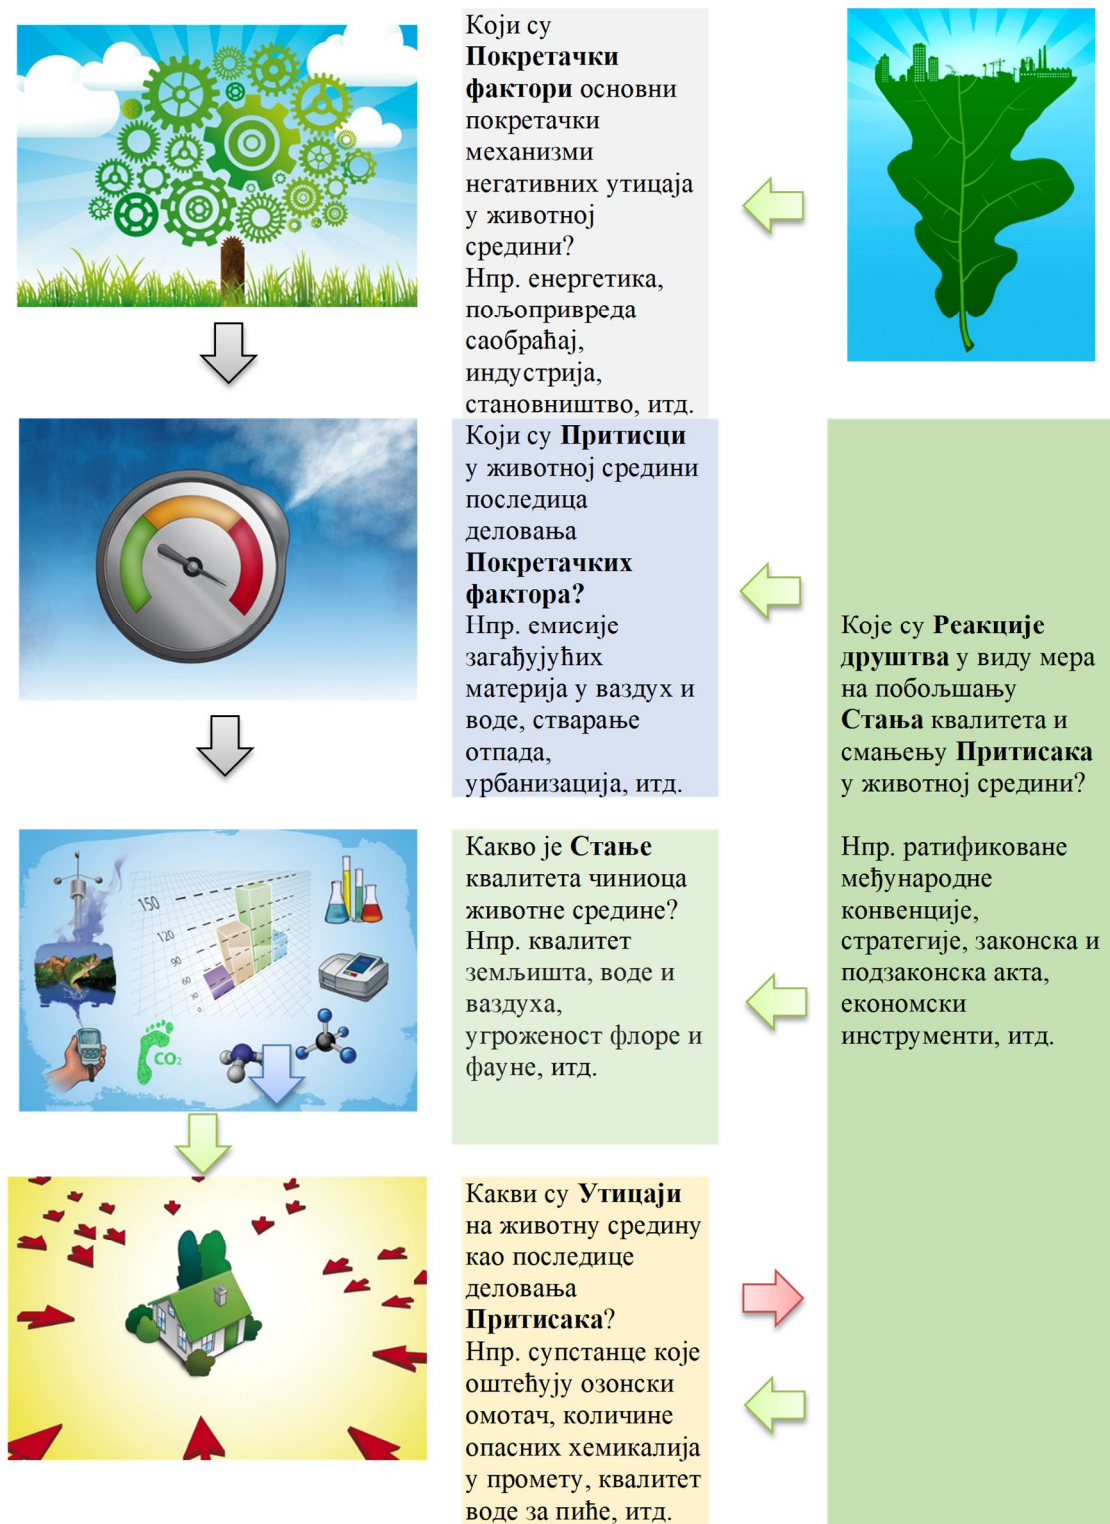 Који су
Покретачки
фактори основни
покретачки
механизми
негативних утицаја
у животној
средини?
Нпр. енергетика,
пољопривреда
саобраћај,
индустрија,
становништво, итд.
Који су Притисци
у животној средини
последица
деловања
Покретачких
фактора?
Нпр. емисије
загађујућих
материја у ваздух и
воде, стварање
отпада,
урбанизација, итд.
Које су Реакције
друштва у виду мера
на побољшању
Стања квалитета и
смањењу Притисака
у животној средини?
Нпр. ратификоване
међународне
конвенције,
стратегије, законска и
подзаконска акта,
економски
инструменти, итд.
150
120
90
60
30
0
CO2
Какво је Стање
квалитета чиниоца
животне средине?
Нпр. квалитет
земљишта, воде и
ваздуха,
угроженост флоре и
фауне, итд.
Какви су Утицаји
на животну средину
као последице
деловања
Притисака?
Нпр. супстанце које
оштећују озонски
омотач, количине
опасних хемикалија
у промету, квалитет
воде за пиће, итд.